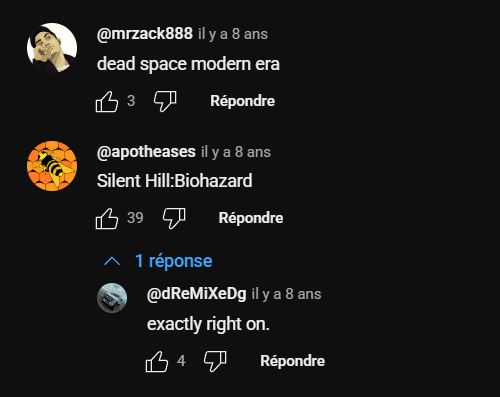 @mrzack888 il y a 8 ans
dead space modern era
3 Répondre
@apotheases il y a 8 ans
Silent Hill:Biohazard
39 Répondre
1 réponse
@dReMiXeDg il y a 8 ans
exactly right on.
4 Répondre